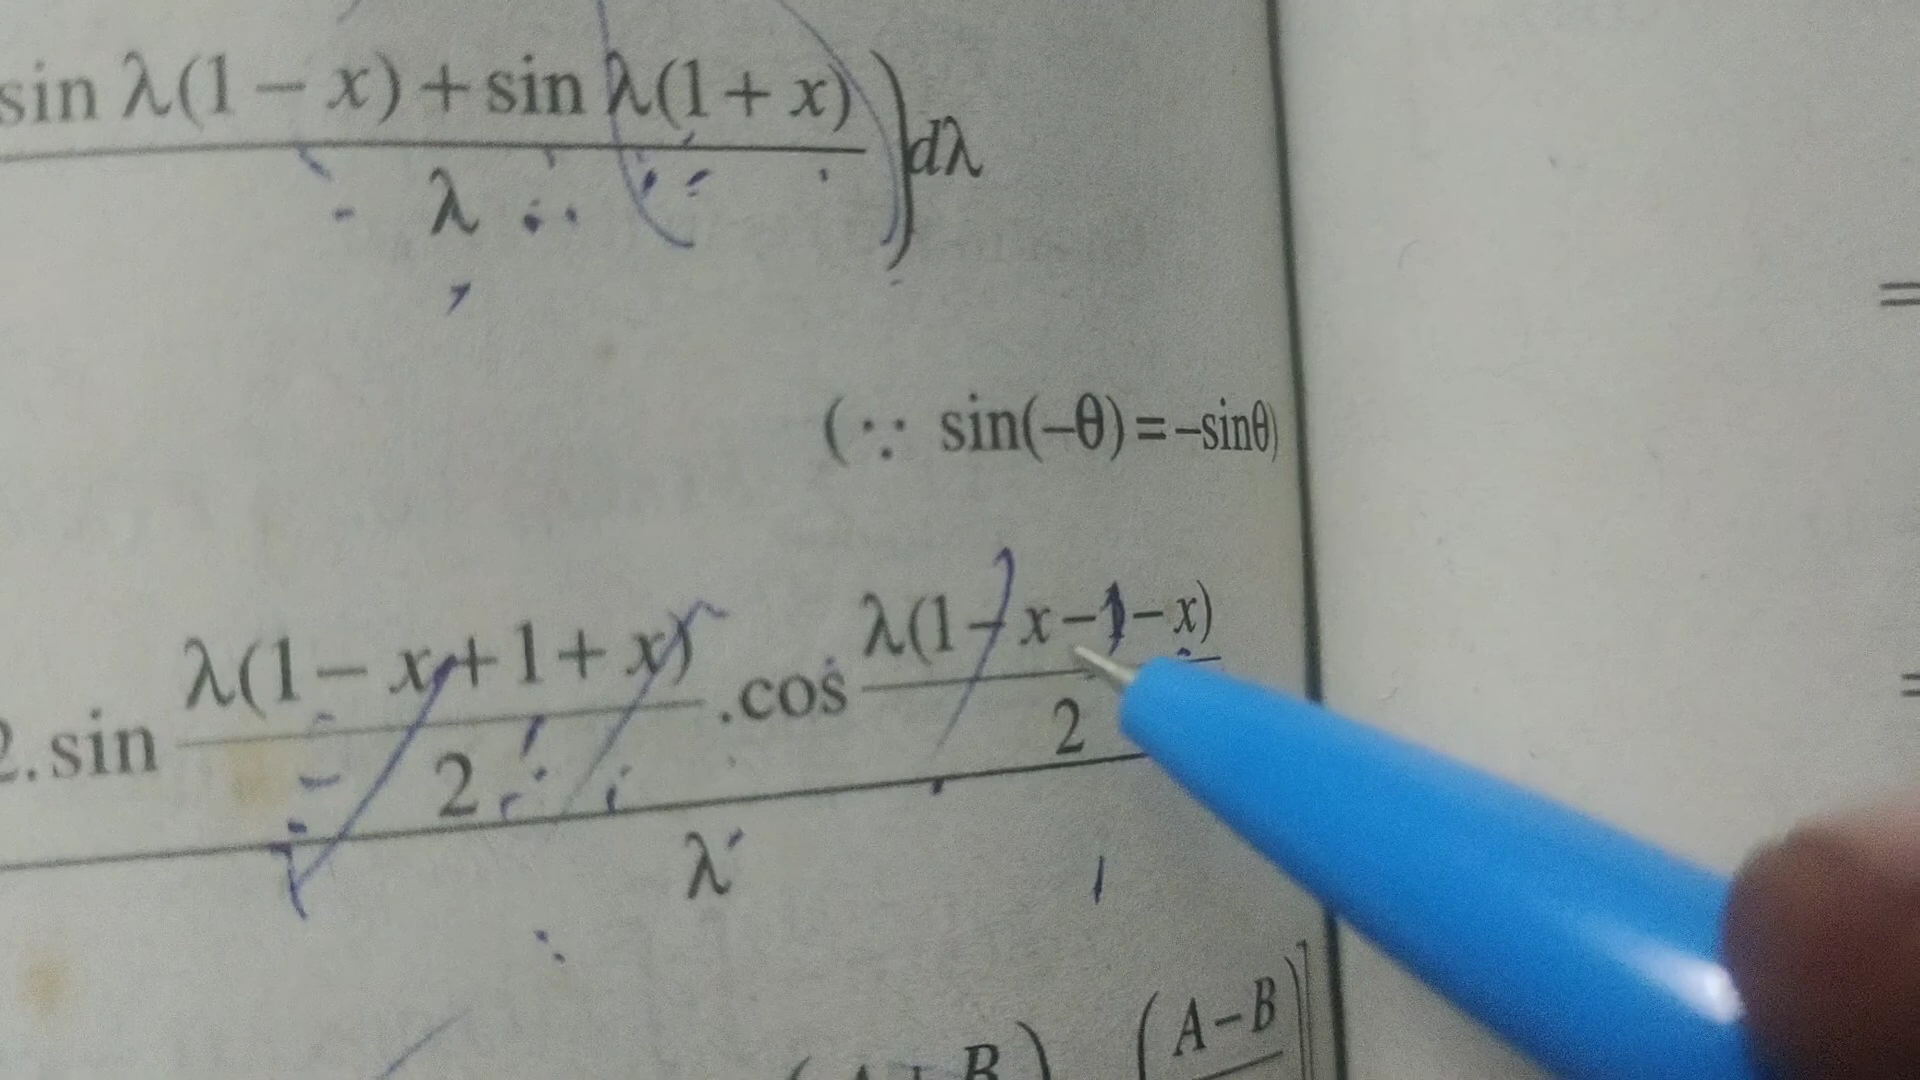 sin λ(1 − x) + sin λ(1 + x)
λ
) dλ
(∵ sin(−θ) = −sinθ)
2.sin λ(1 − x + 1 + x) .cos λ(1 − x − 1 − x)
2 2
λ
A − B
B
=
=